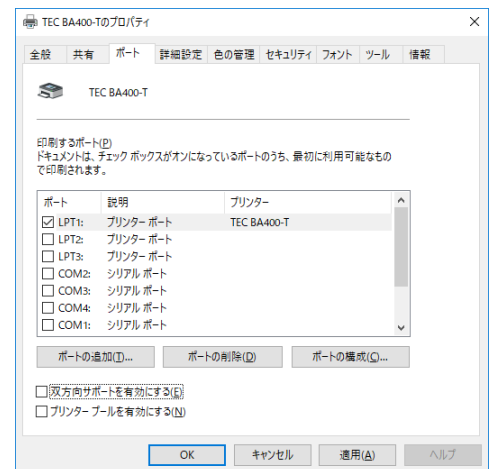 TEC BA400-Tのプロパティ
全般 共有 ポート 詳細設定 色の管理 セキュリティ フォント ツール 情報
TEC BA400-T
印刷するポート(P)
ドキュメントは、チェック ボックスがオンになっているポートのうち、最初に利用可能なもの
で印刷されます。
ポート 説明 プリンター
LPT1: プリンター ポート TEC BA400-T
LPT2: プリンター ポート
LPT3: プリンター ポート
COM2: シリアル ポート
COM3: シリアル ポート
COM4: シリアル ポート
COM1: シリアル ポート
ポートの追加(T)... ポートの削除(D) ポートの構成(C)...
双方向サポートを有効にする(E)
プリンター プールを有効にする(N)
OK キャンセル 適用(A) ヘルプ